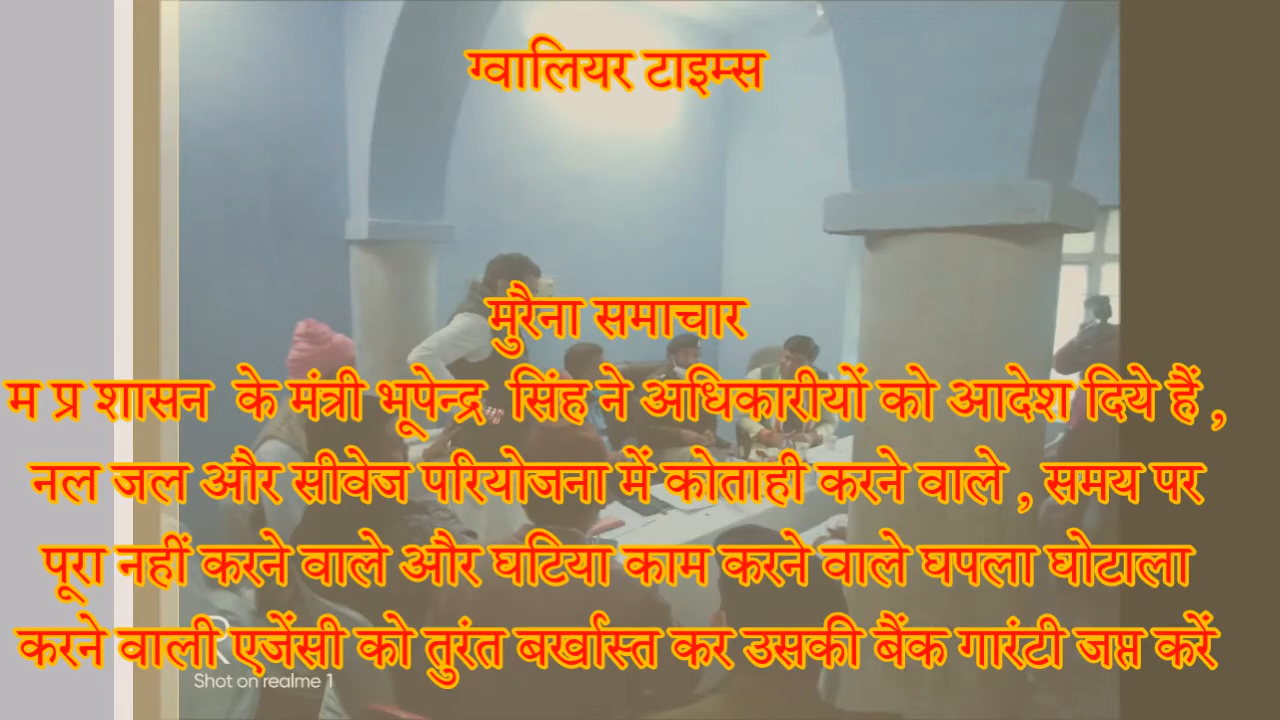 ग्वालियर टाइम्स
मुरैना समाचार
म प्र शासन के मंत्री भूपेन्द्र सिंह ने अधिकारीयों को आदेश दिये हैं ,
नल जल और सीवेज परियोजना में कोताही करने वाले , समय पर
पूरा नहीं करने वाले और घटिया काम करने वाले घपला घोटाला
करने वाली एजेंसी को तुरंत बर्खास्त कर उसकी बैंक गारंटी जप्त करें
R
Shot on realme 1